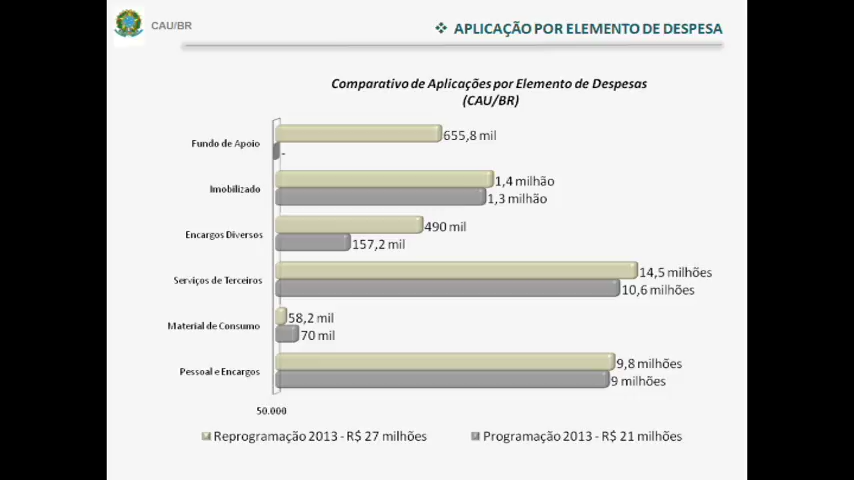 CAU/BR
❖ APLICAÇÃO POR ELEMENTO DE DESPESA
Comparativo de Aplicações por Elemento de Despesas
(CAU/BR)
Fundo de Apoio
655,8 mil
-
Imobilizado
1,4 milhão
1,3 milhão
Encargos Diversos
490 mil
157,2 mil
Serviços de Terceiros
14,5 milhões
10,6 milhões
Material de Consumo
58,2 mil
70 mil
Pessoal e Encargos
9,8 milhões
9 milhões
50.000
Reprogramação 2013 - R$ 27 milhões
Programação 2013 - R$ 21 milhões